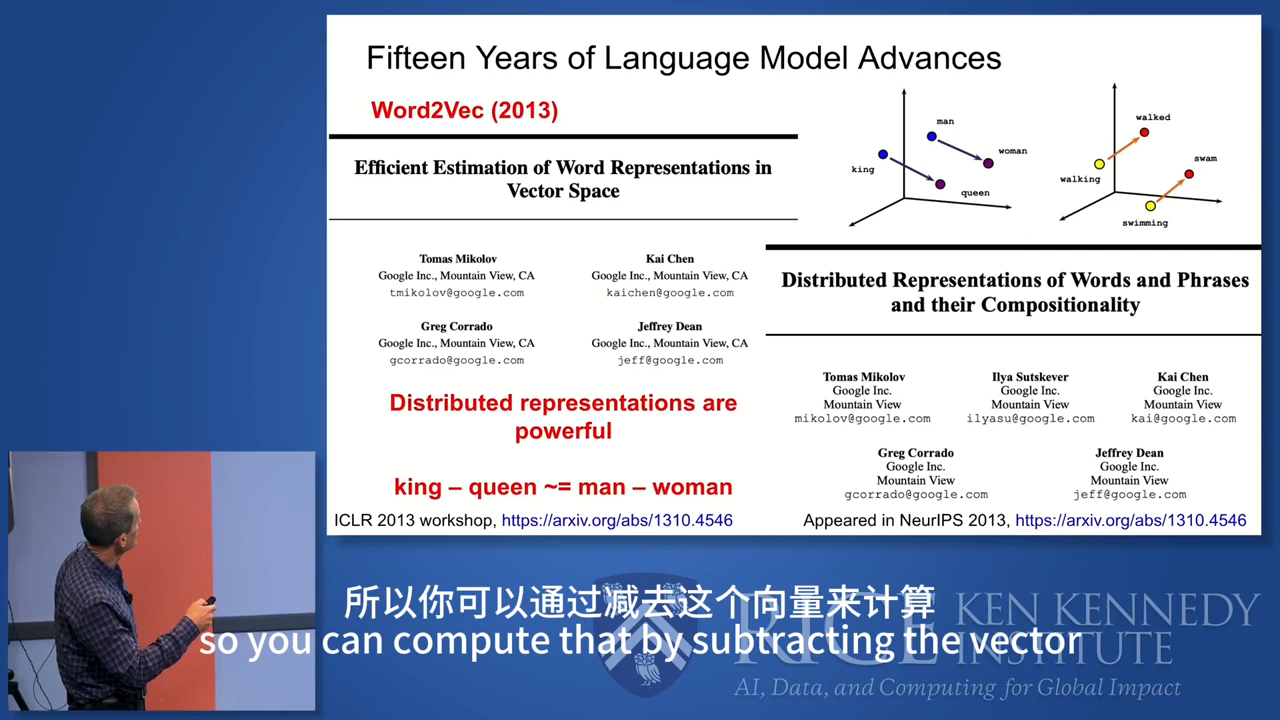 Fifteen Years of Language Model Advances
Word2Vec (2013)
Efficient Estimation of Word Representations in
Vector Space
Tomas Mikolov
Google Inc., Mountain View, CA
tmikolov@google.com
Kai Chen
Google Inc., Mountain View, CA
kaichen@google.com
Greg Corrado
Google Inc., Mountain View, CA
gcorrado@google.com
Jeffrey Dean
Google Inc., Mountain View, CA
jeff@google.com
Distributed representations are
powerful
king – queen ~= man – woman
ICLR 2013 workshop, https://arxiv.org/abs/1310.4546
man
woman
king
queen
walked
swam
walking
swimming
Distributed Representations of Words and Phrases
and their Compositionality
Tomas Mikolov
Google Inc.
Mountain View
mikolov@google.com
Ilya Sutskever
Google Inc.
Mountain View
ilyasu@google.com
Kai Chen
Google Inc.
Mountain View
kai@google.com
Greg Corrado
Google Inc.
Mountain View
gcorrado@google.com
Jeffrey Dean
Google Inc.
Mountain View
jeff@google.com
Appeared in NeurIPS 2013, https://arxiv.org/abs/1310.4546
所以你可以通过减去这个向量来计算
so you can compute that by subtracting the vector
RICE
KEN KENNEDY
INSTITUTE
AI, Data, and Computing for Global Impact